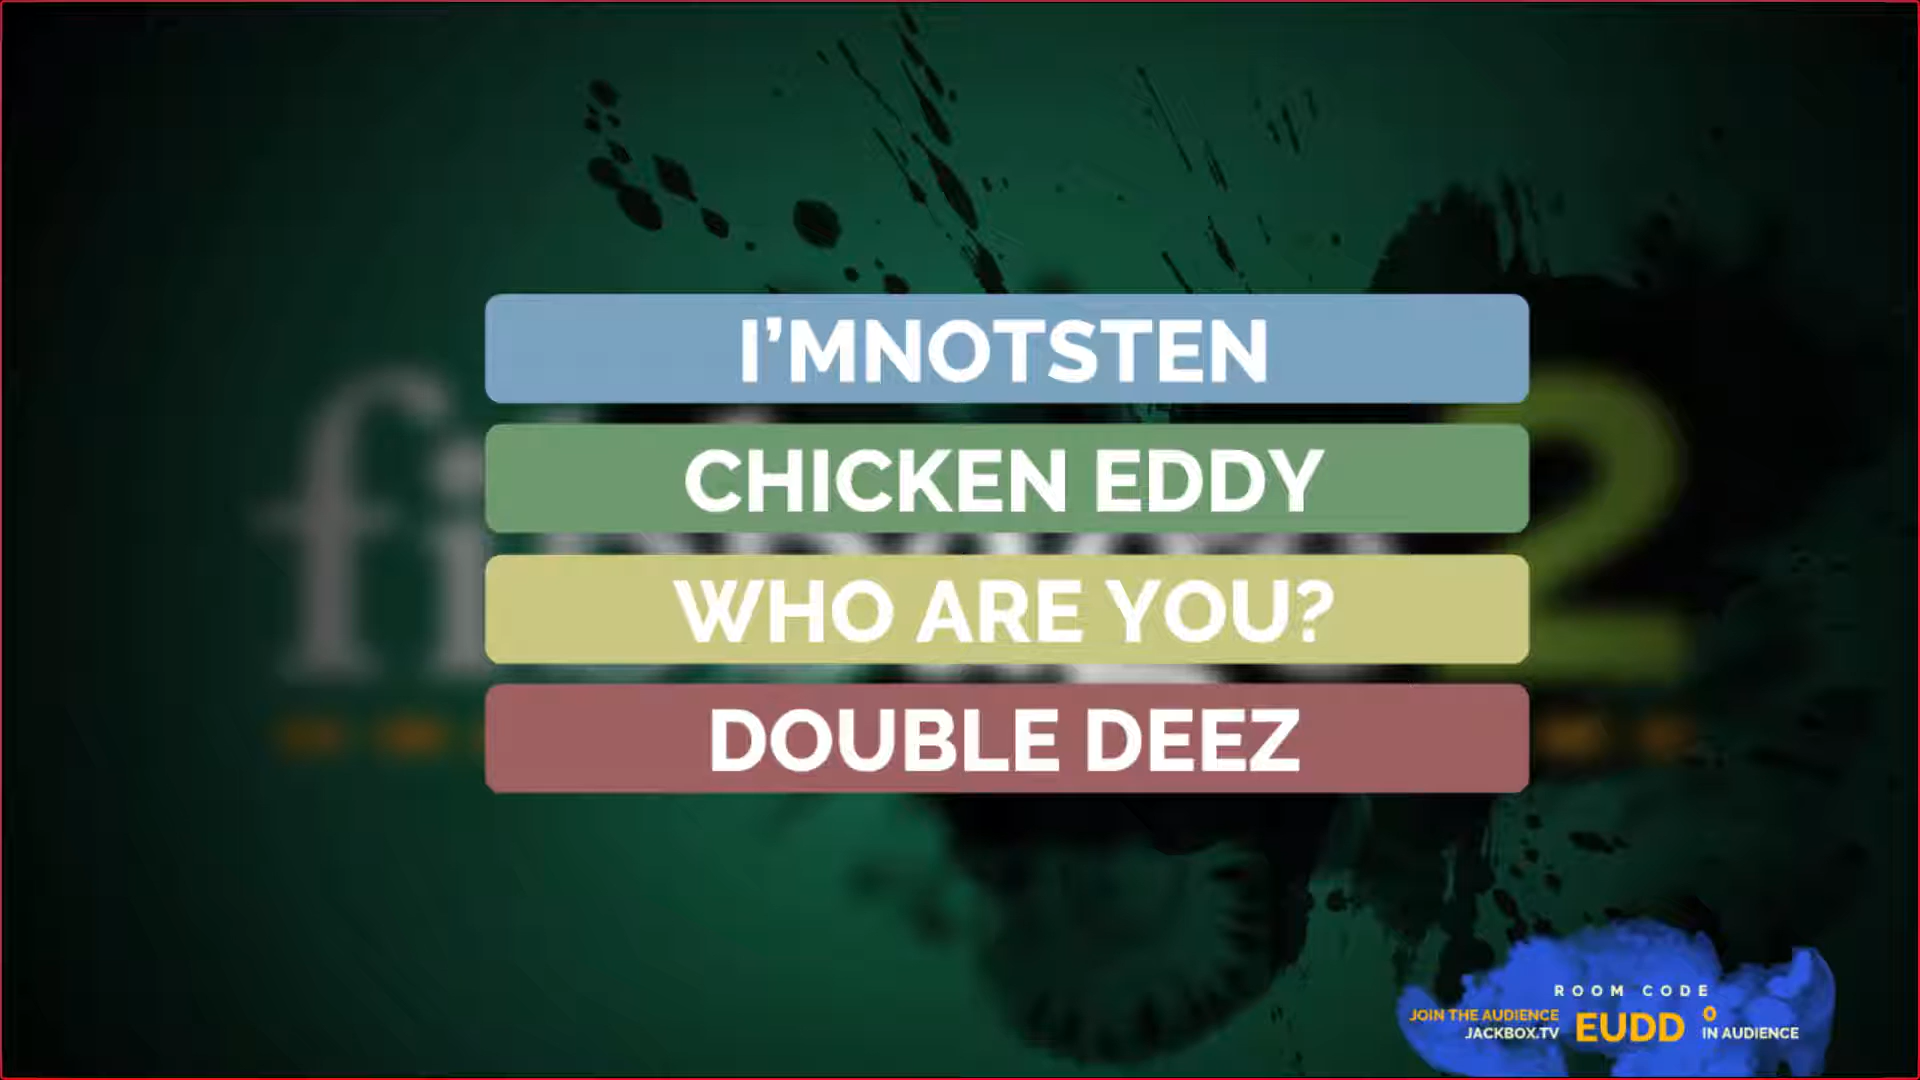 I'MNOTSTEN
CHICKEN EDDY
WHO ARE YOU?
DOUBLE DEEZ
2
ROOM CODE
JOIN THE AUDIENCE
JACKBOX.TV
EUDD
0
IN AUDIENCE